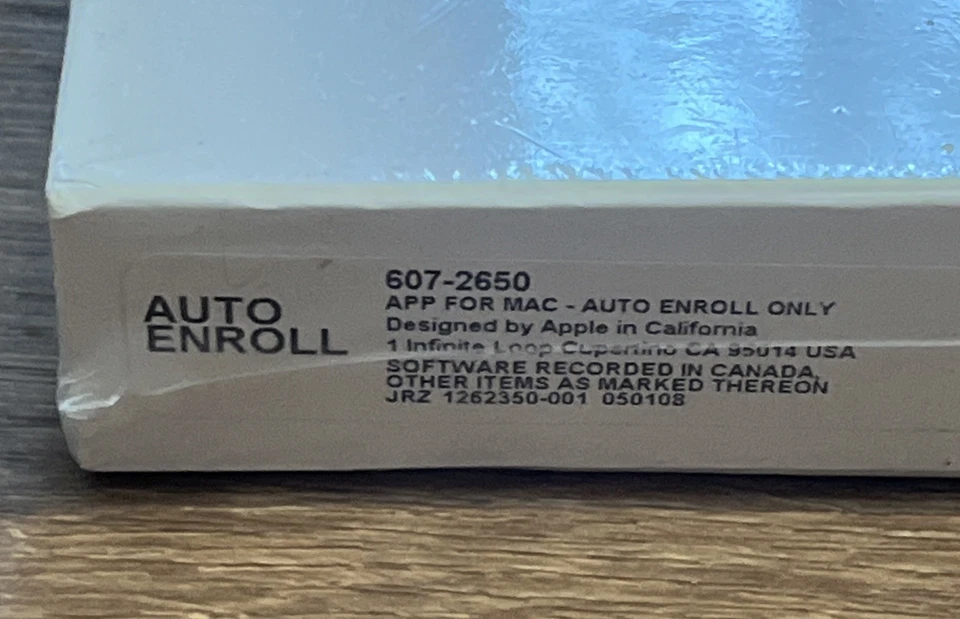 AUTO
ENROLL
607-2650
APP FOR MAC - AUTO ENROLL ONLY
Designed by Apple in California
1 Infinite Loop Cupertino CA 95014 USA
SOFTWARE RECORDED IN CANADA,
OTHER ITEMS AS MARKED THEREON
JRZ 1262350-001 050108